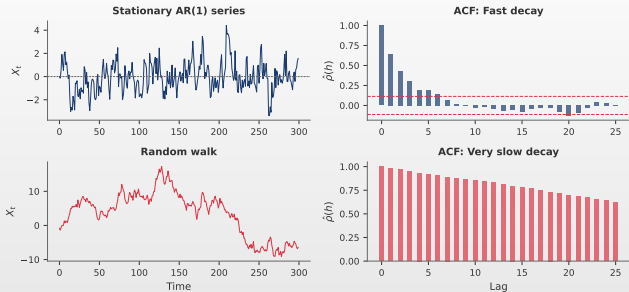 Stationary AR(1) series
X_t
4
2
0
−2
0 50 100 150 200 250 300
ACF: Fast decay
ρ̂(h)
1.00
0.75
0.50
0.25
0.00
0 5 10 15 20 25
Random walk
X_t
10
0
−10
0 50 100 150 200 250 300
Time
ACF: Very slow decay
ρ̂(h)
1.00
0.75
0.50
0.25
0.00
0 5 10 15 20 25
Lag